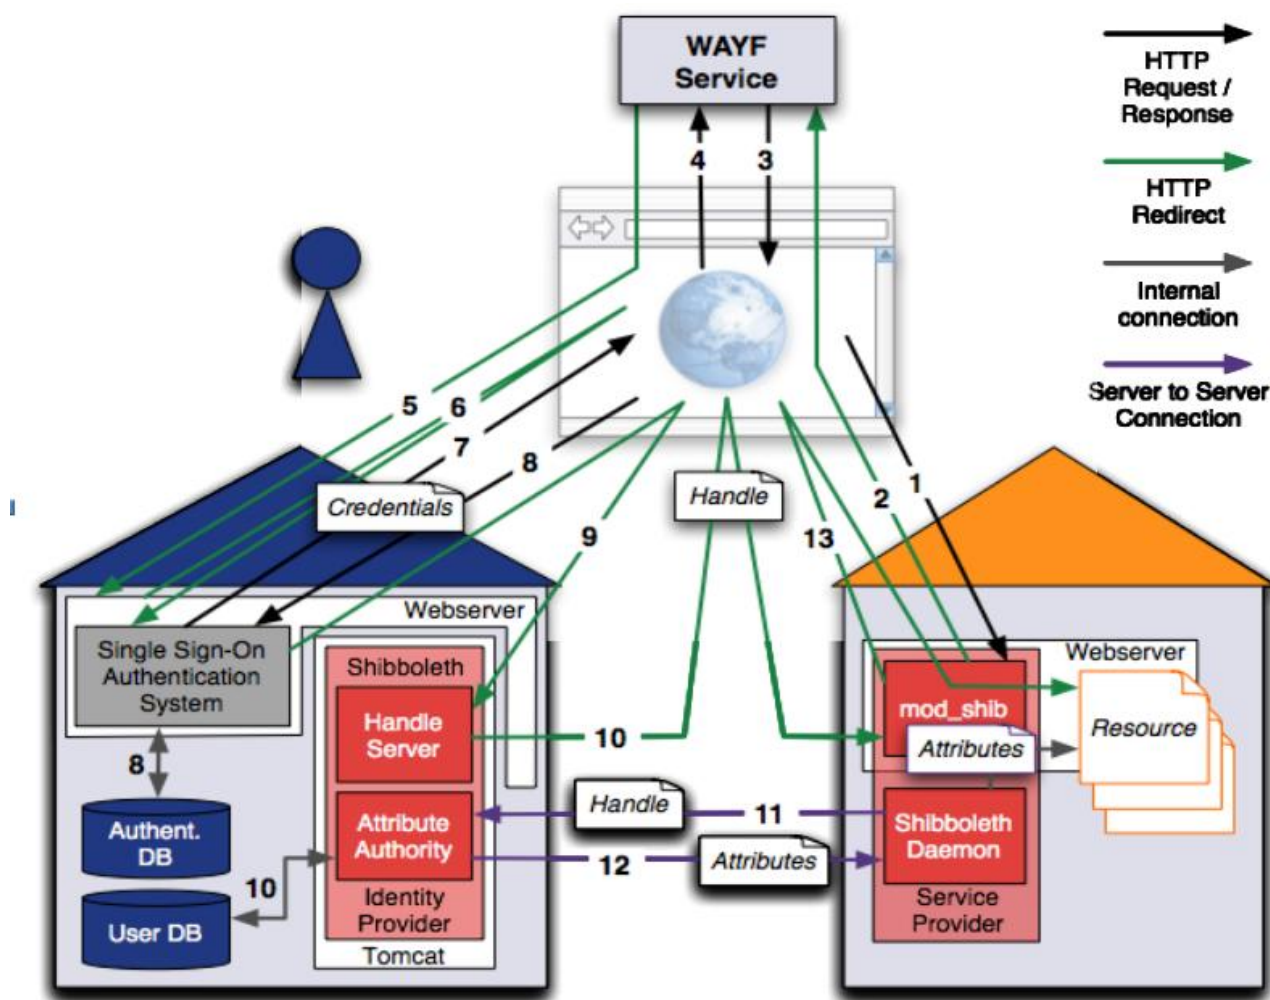 WAYF
Service
HTTP
Request /
Response
HTTP
Redirect
Internal
connection
Server to Server
Connection
4
3
5
6
7
8
Credentials
9
Handle
13
2
1
Webserver
Single Sign-On
Authentication
System
Shibboleth
Handle
Server
10
8
Authent.
DB
Attribute
Authority
10
User DB
Identity
Provider
Tomcat
Handle
11
12
Attributes
Webserver
mod_shib
Attributes
Resource
Shibboleth
Daemon
Service
Provider